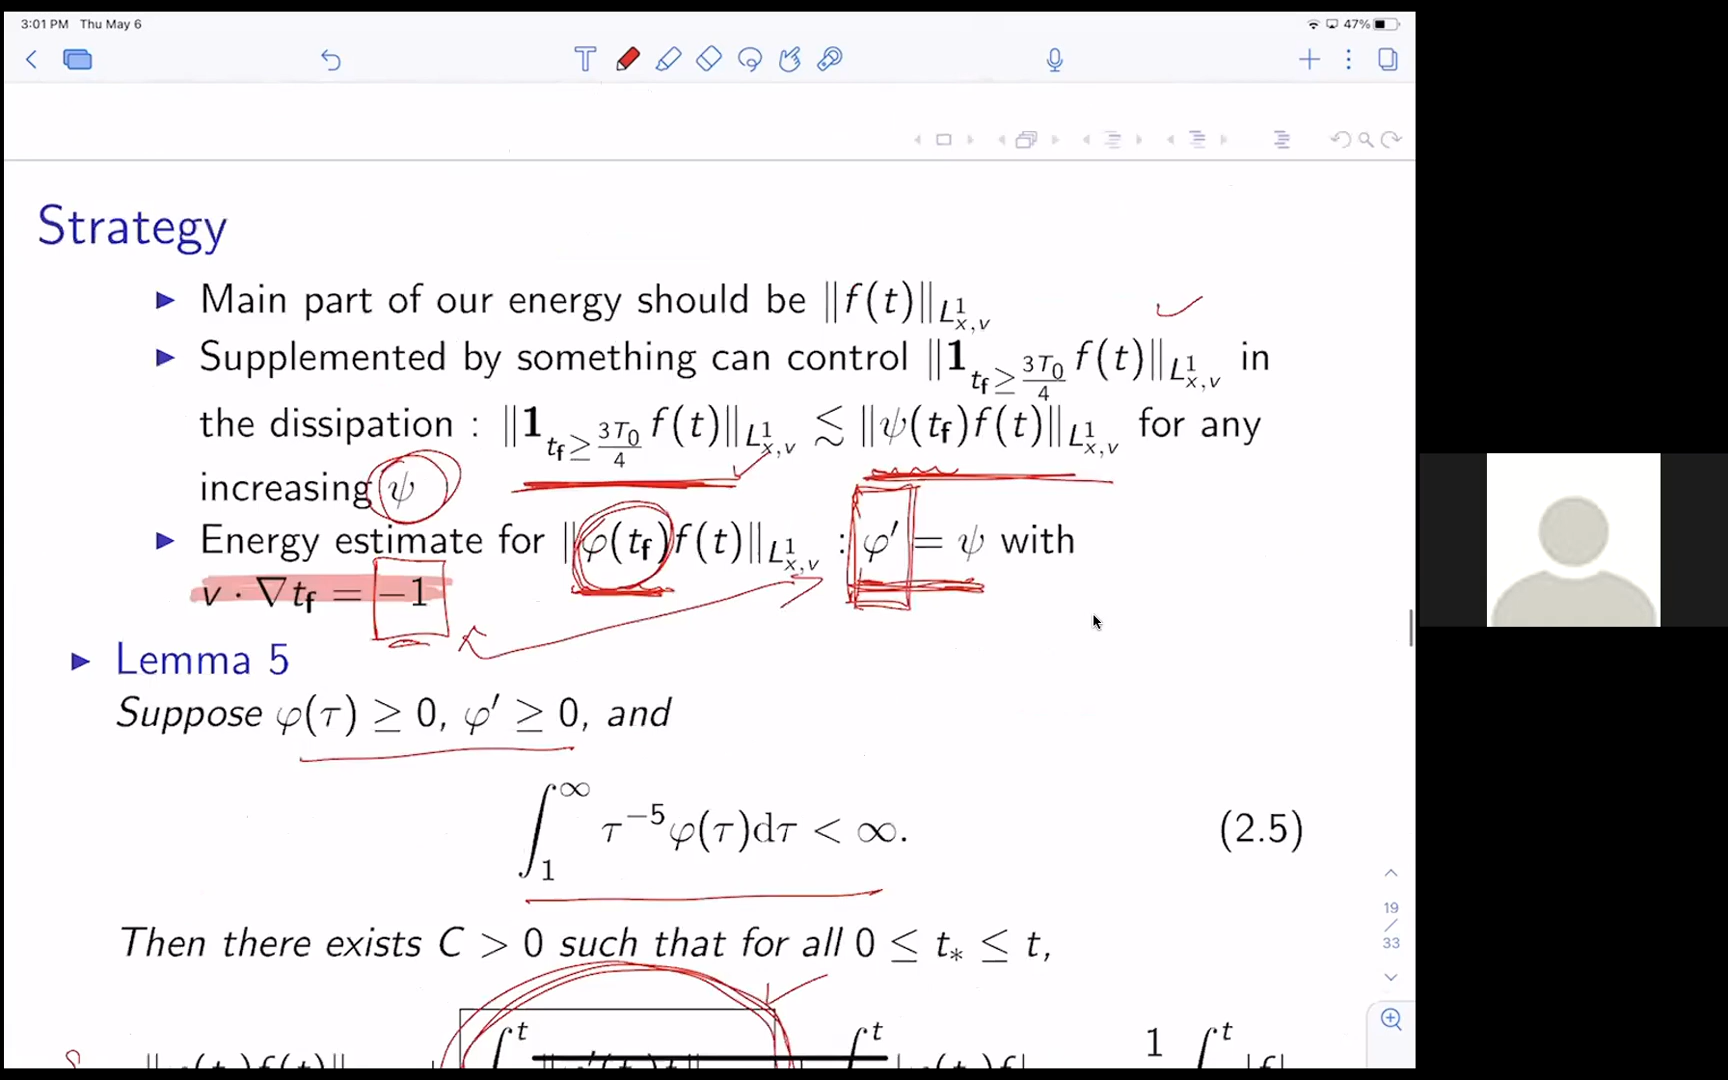 3:01 PM Thu May 6
47%
Strategy
▶ Main part of our energy should be ‖f(t)‖_{L^1_{x,v}}
▶ Supplemented by something can control ‖𝟏_{t_f ≥ 3T_0/4} f(t)‖_{L^1_{x,v}} in
the dissipation : ‖𝟏_{t_f ≥ 3T_0/4} f(t)‖_{L^1_{x,v}} ≲ ‖ψ(t_f)f(t)‖_{L^1_{x,v}} for any
increasing ψ
▶ Energy estimate for ‖φ(t_f)f(t)‖_{L^1_{x,v}} : φ′ = ψ with
v · ∇t_f = −1
▶ Lemma 5
Suppose φ(τ) ≥ 0, φ′ ≥ 0, and
∫_1^∞ τ^{−5}φ(τ)dτ < ∞. (2.5)
Then there exists C > 0 such that for all 0 ≤ t_* ≤ t,
19
/
33